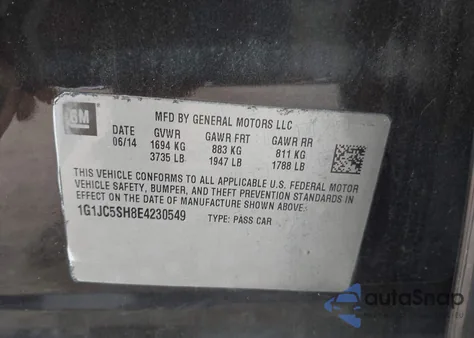 GM
MFD BY GENERAL MOTORS LLC
DATE GVWR GAWR FRT GAWR RR
06/14 1694 KG 883 KG 811 KG
3735 LB 1947 LB 1788 LB
THIS VEHICLE CONFORMS TO ALL APPLICABLE U.S. FEDERAL MOTOR
VEHICLE SAFETY, BUMPER, AND THEFT PREVENTION STANDARDS IN
EFFECT ON THE DATE OF MANUFACTURE SHOWN ABOVE.
1G1JC5SH8E4230549 TYPE: PASS CAR
autoSnap